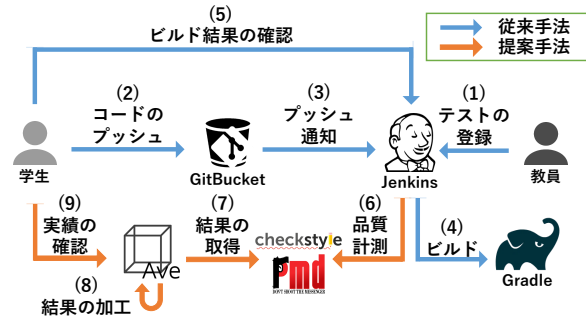 (5)
ビルド結果の確認
従来手法
提案手法
(2)
コードの
プッシュ
(3)
プッシュ
通知
(1)
テストの
登録
学生
GitBucket
Jenkins
教員
(9)
実績の
確認
(7)
結果の
取得
(6)
品質
計測
(4)
ビルド
checkstyle
Pmd
DON'T SHOOT THE MESSENGER
Ave
(8)
結果の加工
Gradle